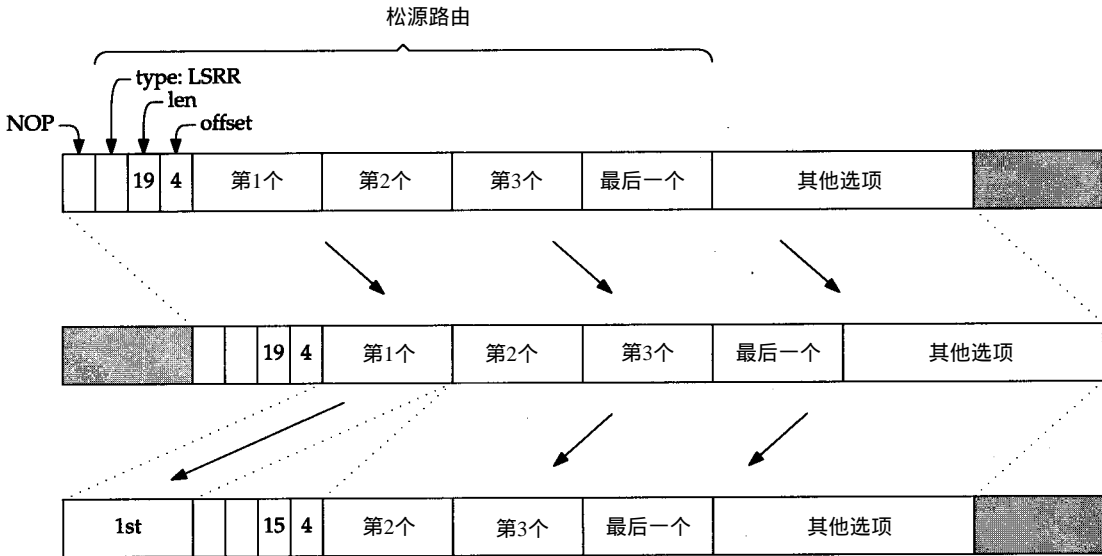 松源路由
type: LSRR
len
NOP
offset
19 4 第1个 第2个 第3个 最后一个 其他选项
19 4 第1个 第2个 第3个 最后一个 其他选项
1st 15 4 第2个 第3个 最后一个 其他选项